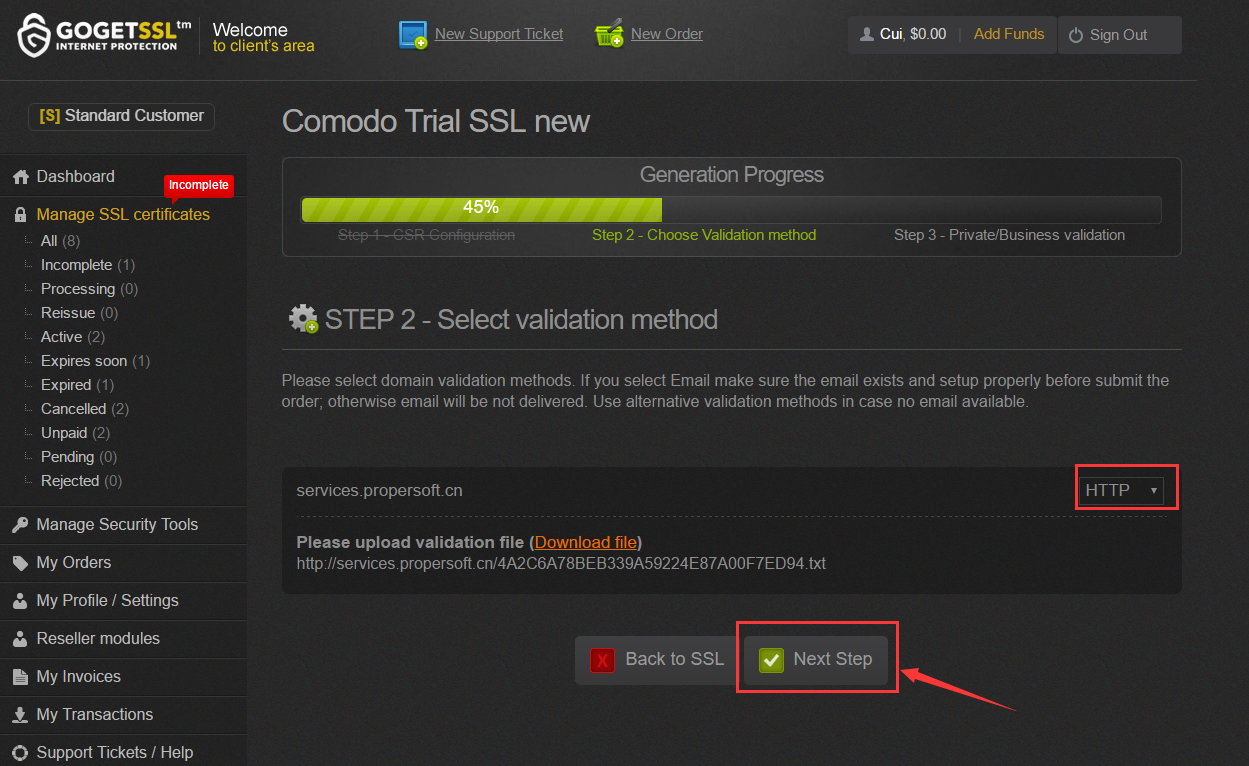 GOGETSSL™
INTERNET PROTECTION
Welcome
to client's area
New Support Ticket
New Order
Cui, $0.00
Add Funds
Sign Out
[S] Standard Customer
Dashboard
Incomplete
Manage SSL certificates
All (8)
Incomplete (1)
Processing (0)
Reissue (0)
Active (2)
Expires soon (1)
Expired (1)
Cancelled (2)
Unpaid (2)
Pending (0)
Rejected (0)
Manage Security Tools
My Orders
My Profile / Settings
Reseller modules
My Invoices
My Transactions
Support Tickets / Help
Comodo Trial SSL new
Generation Progress
45%
Step 1 - CSR Configuration
Step 2 - Choose Validation method
Step 3 - Private/Business validation
STEP 2 - Select validation method
Please select domain validation methods. If you select Email make sure the email exists and setup properly before submit the
order; otherwise email will be not delivered. Use alternative validation methods in case no email available.
services.propersoft.cn
HTTP
Please upload validation file (Download file)
http://services.propersoft.cn/4A2C6A78BEB339A59224E87A00F7ED94.txt
X Back to SSL
Next Step